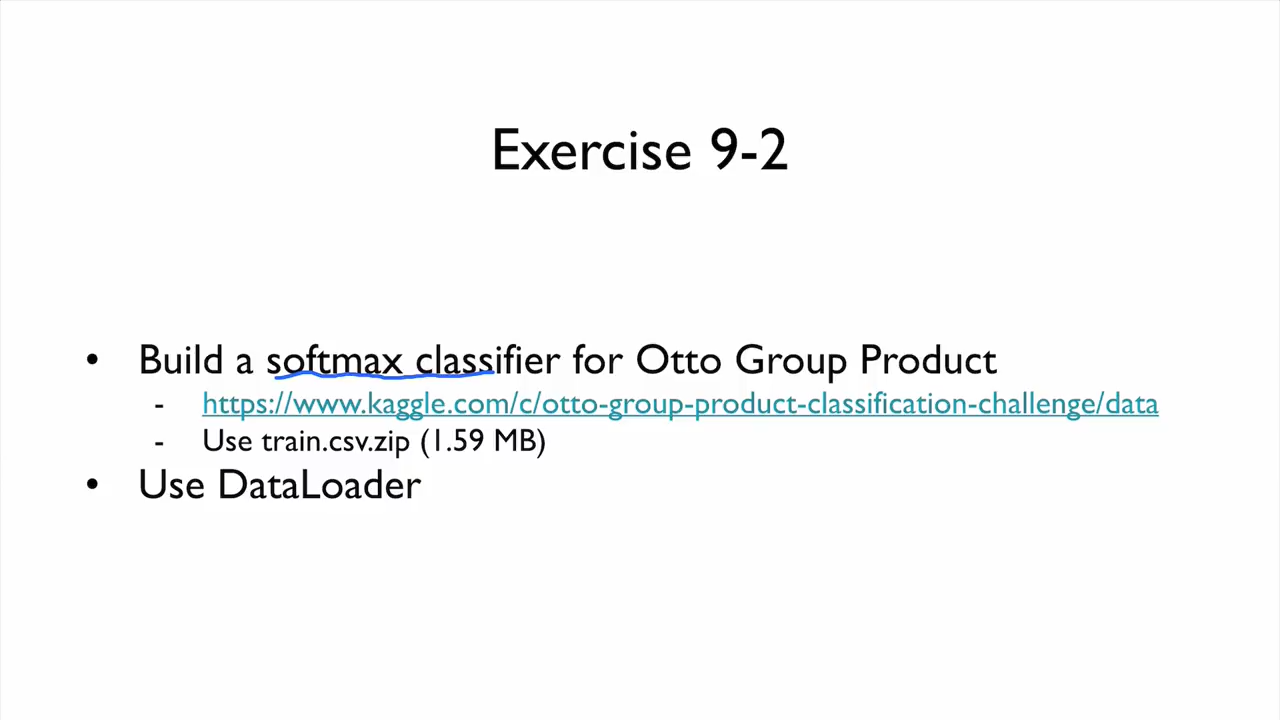 Exercise 9-2
• Build a softmax classifier for Otto Group Product
- https://www.kaggle.com/c/otto-group-product-classification-challenge/data
- Use train.csv.zip (1.59 MB)
• Use DataLoader